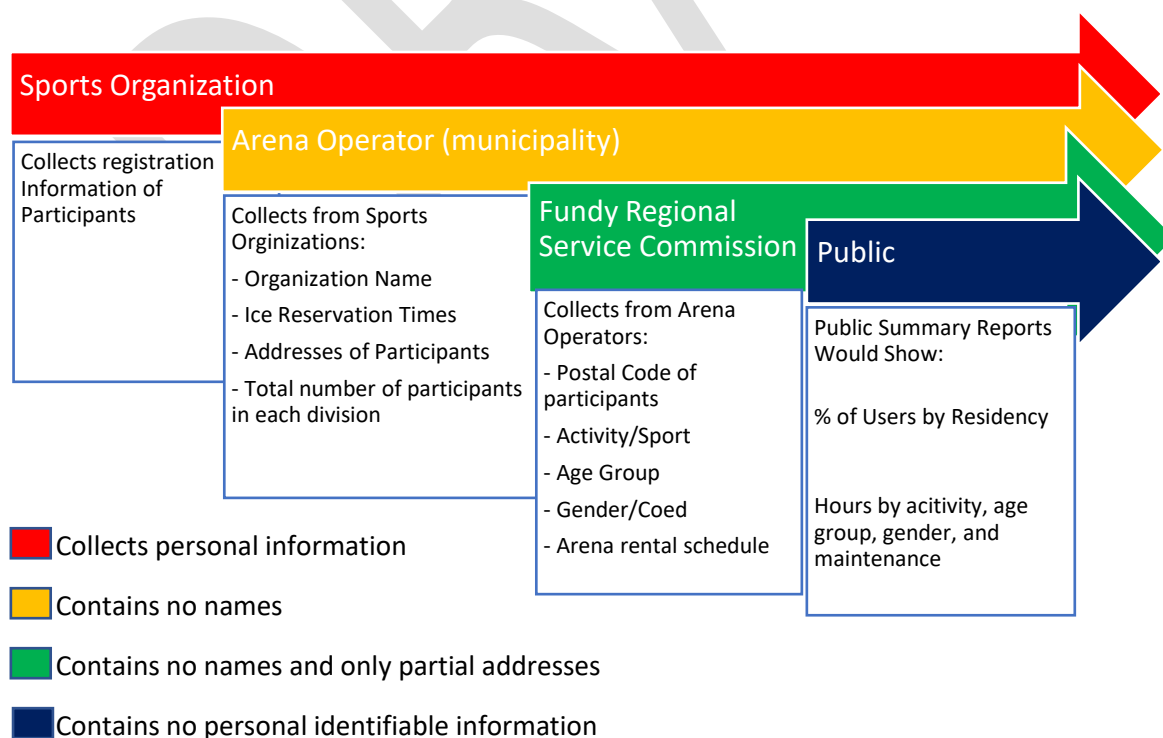 Sports Organization
Collects registration
Information of
Participants
Arena Operator (municipality)
Collects from Sports
Orginizations:
- Organization Name
- Ice Reservation Times
- Addresses of Participants
- Total number of participants
in each division
Fundy Regional
Service Commission
Collects from Arena
Operators:
- Postal Code of
participants
- Activity/Sport
- Age Group
- Gender/Coed
- Arena rental schedule
Public
Public Summary Reports
Would Show:
% of Users by Residency
Hours by acitivity, age
group, gender, and
maintenance
Collects personal information
Contains no names
Contains no names and only partial addresses
Contains no personal identifiable information